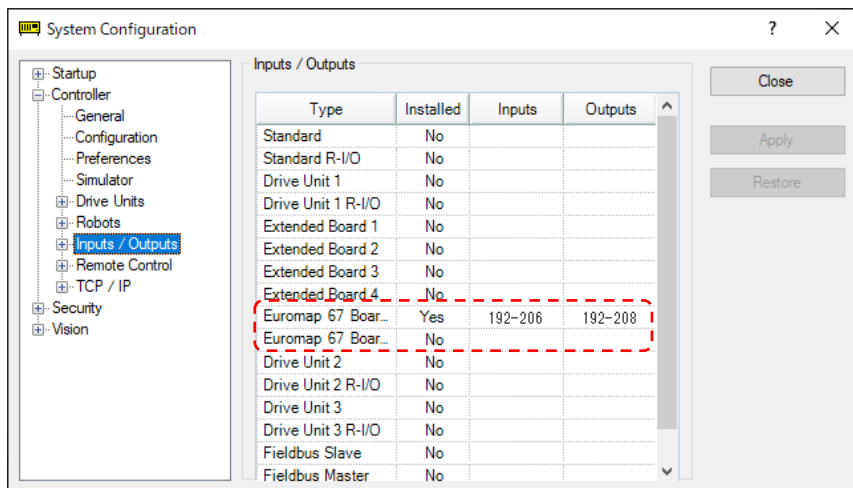 System Configuration
? ×
Startup
Controller
General
Configuration
Preferences
Simulator
Drive Units
Robots
Inputs / Outputs
Remote Control
TCP / IP
Security
Vision
Inputs / Outputs
Type Installed Inputs Outputs
Standard No
Standard R-I/O No
Drive Unit 1 No
Drive Unit 1 R-I/O No
Extended Board 1 No
Extended Board 2 No
Extended Board 3 No
Extended Board 4 No
Euromap 67 Boar... Yes 192-206 192-208
Euromap 67 Boar... No
Drive Unit 2 No
Drive Unit 2 R-I/O No
Drive Unit 3 No
Drive Unit 3 R-I/O No
Fieldbus Slave No
Fieldbus Master No
Close
Apply
Restore